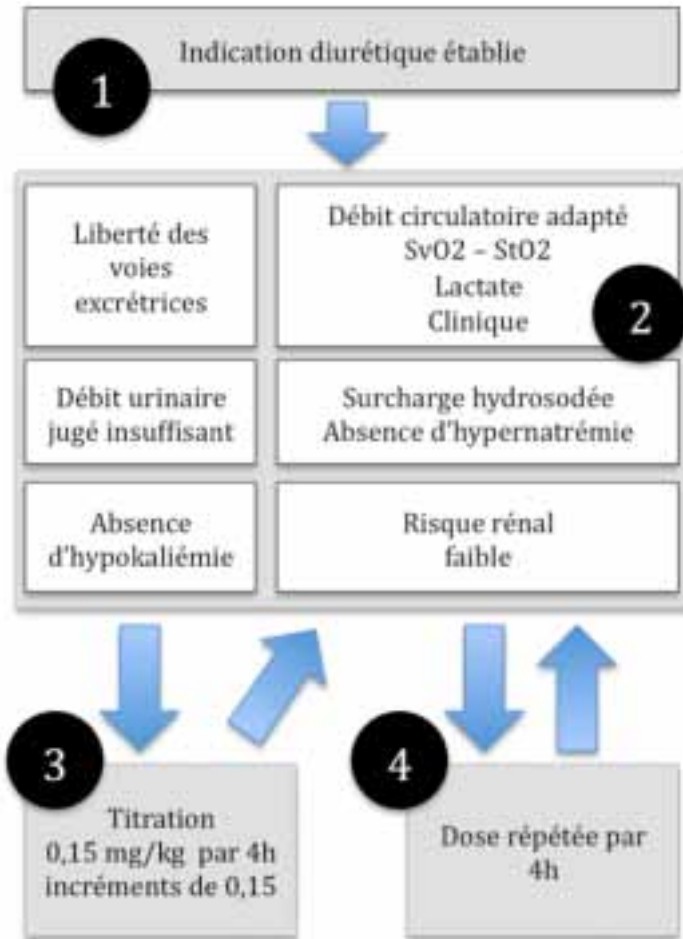 1
Indication diurétique établie
Liberté des
voies
excrétrices
Débit circulatoire adapté
SvO2 – StO2
Lactate
Clinique
2
Débit urinaire
jugé insuffisant
Surcharge hydrosodée
Absence d'hypernatrémie
Absence
d'hypokaliémie
Risque rénal
faible
3
Titration
0,15 mg/kg par 4h
incréments de 0,15
4
Dose répétée par
4h